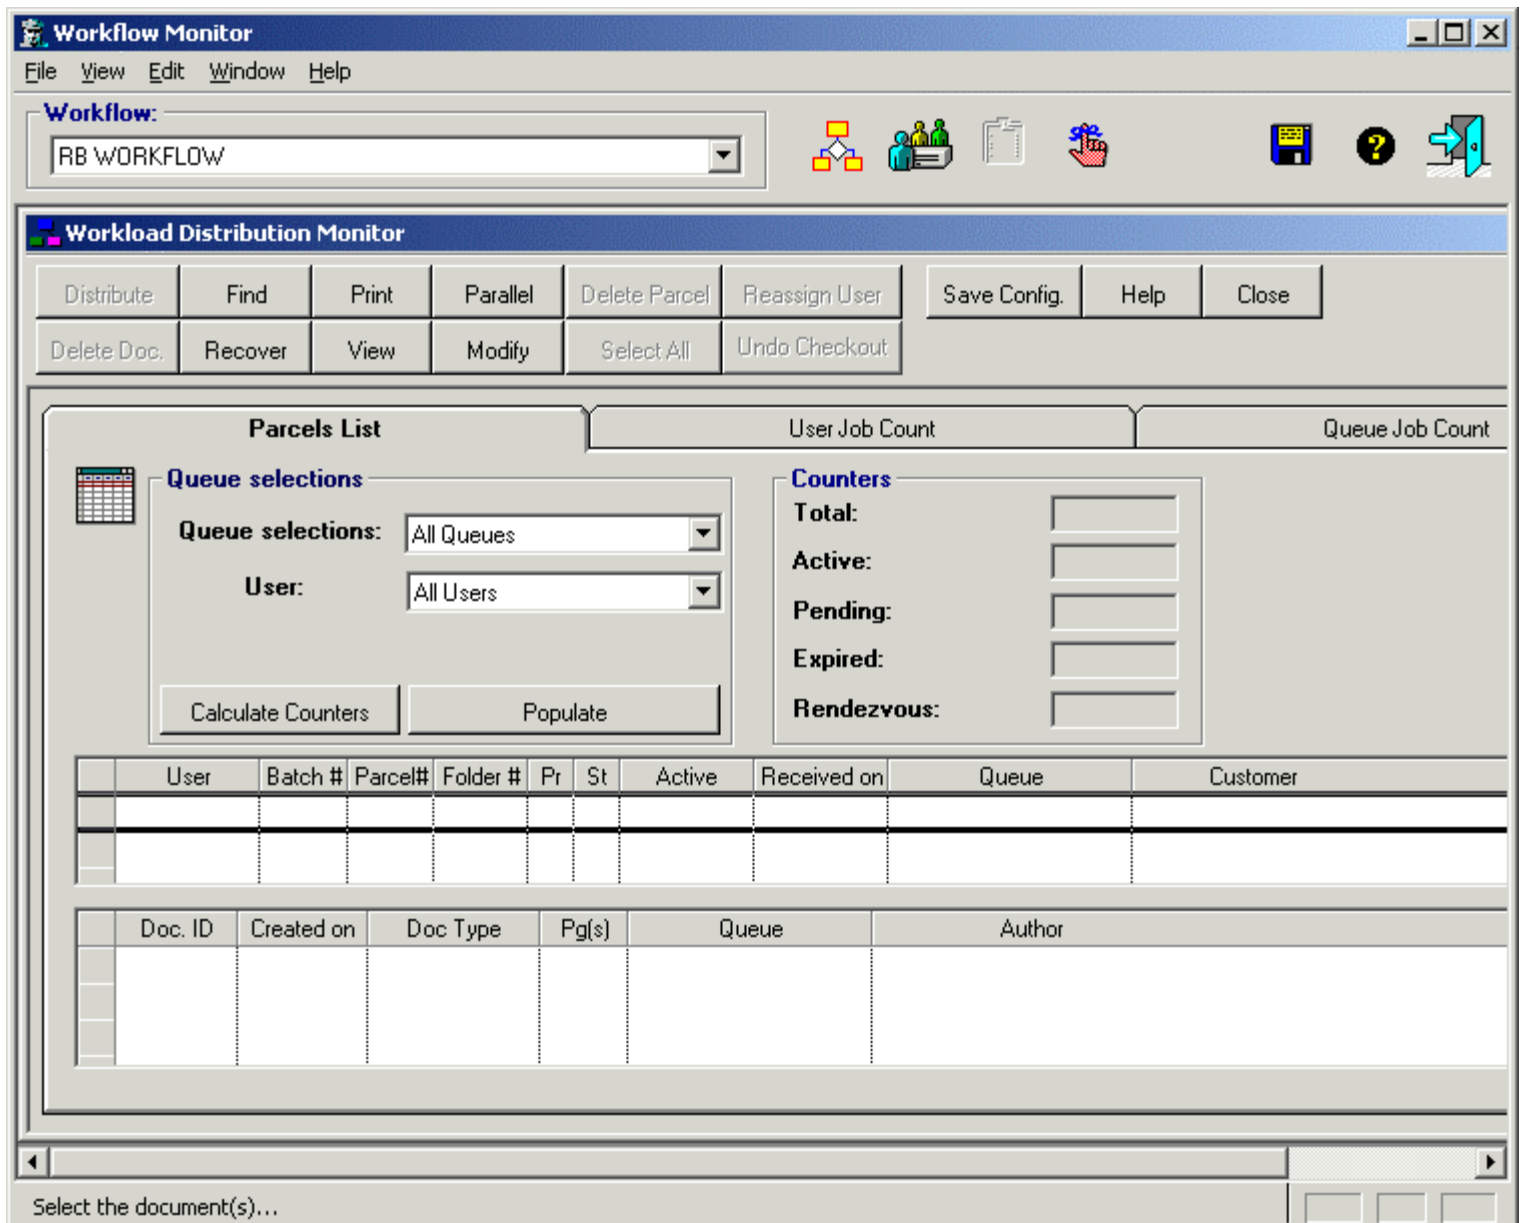 Workflow Monitor
File View Edit Window Help
Workflow:
RB WORKFLOW
Workload Distribution Monitor
Distribute Find Print Parallel Delete Parcel Reassign User Save Config. Help Close
Delete Doc. Recover View Modify Select All Undo Checkout
Parcels List User Job Count Queue Job Count
Queue selections
Queue selections: All Queues
User: All Users
Calculate Counters Populate
Counters
Total:
Active:
Pending:
Expired:
Rendezvous:
User Batch # Parcel# Folder # Pr St Active Received on Queue Customer
Doc. ID Created on Doc Type Pg(s) Queue Author
Select the document(s)...